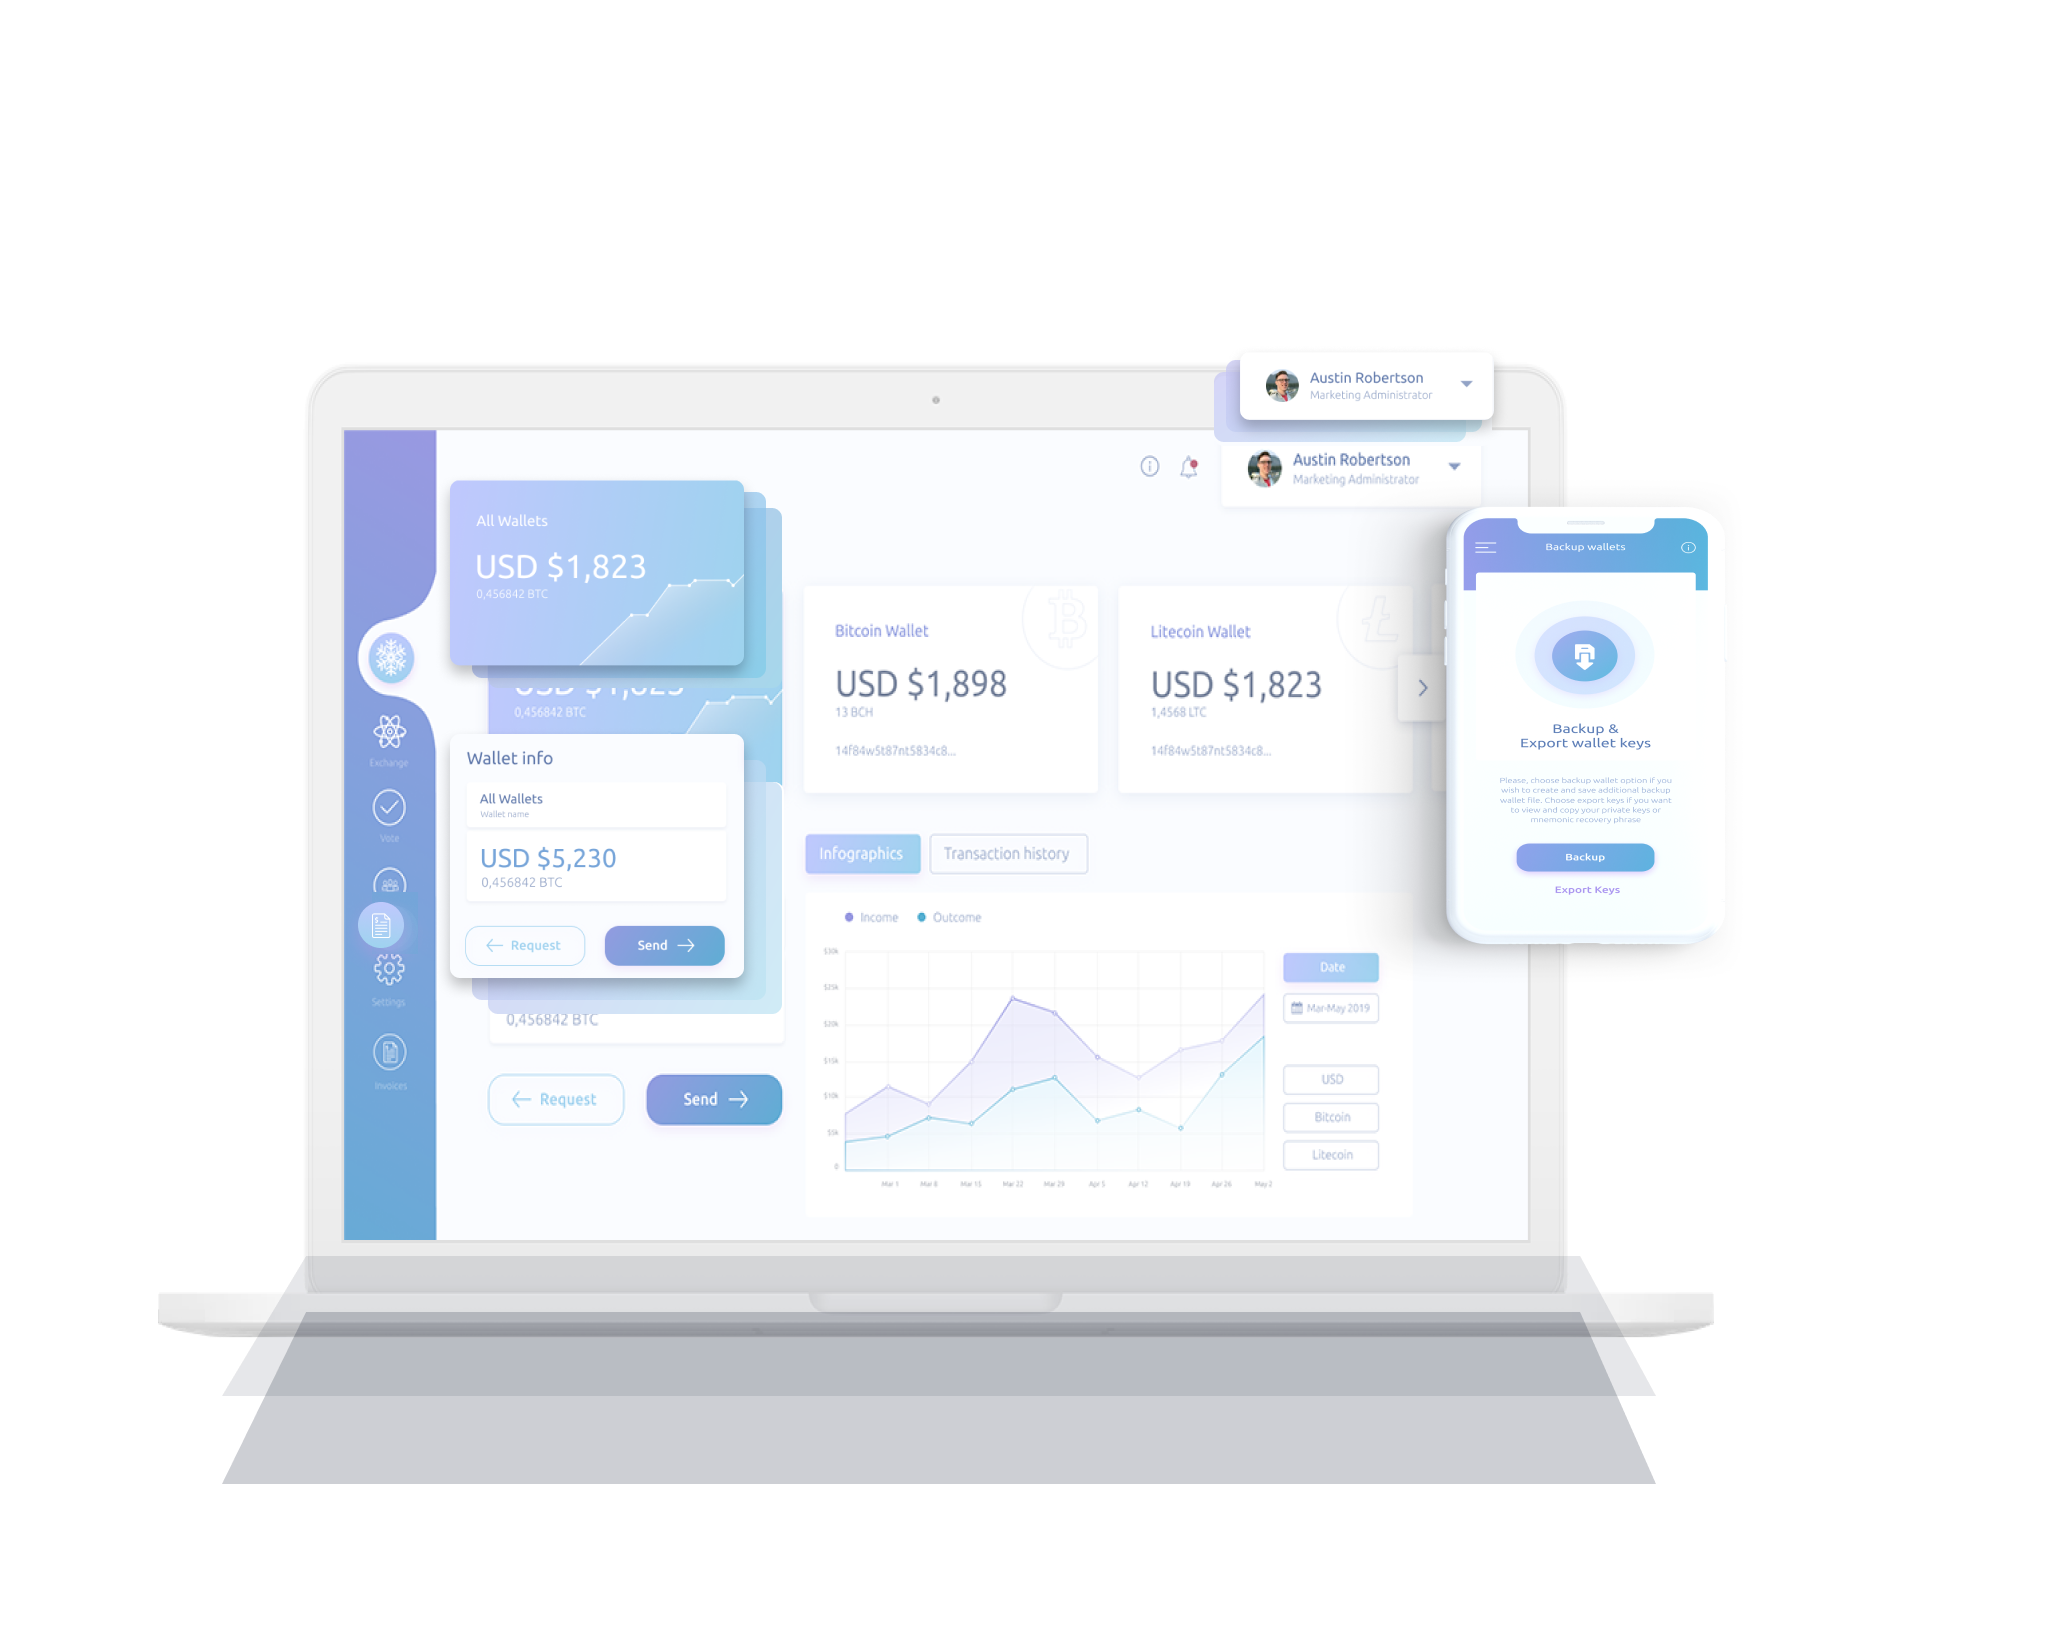 Austin Robertson
Marketing Administrator
Austin Robertson
Marketing Administrator
All Wallets
USD $1,823
0,456842 BTC
Backup wallets
Bitcoin Wallet
USD $1,898
13 BCH
14f84w5t87nt5834c8...
Litecoin Wallet
USD $1,823
1,4568 LTC
14f84w5t87nt5834c8...
USD $1,823
0,456842 BTC
Exchange
Vote
Settings
Invoices
Wallet info
All Wallets
Wallet name
USD $5,230
0,456842 BTC
Request
Send
0,456842 BTC
Request
Send
Backup &
Export wallet keys
Please, choose backup wallet option if you
wish to create and save additional backup
wallet file. Choose export keys if you want
to view and copy your private keys or
mnemonic recovery phrase
Backup
Export Keys
Infographics
Transaction history
Income
Outcome
$30k
$25k
$20k
$15k
$10k
$5k
0
Mar 1
Mar 8
Mar 15
Mar 22
Mar 29
Apr 5
Apr 12
Apr 19
Apr 26
May 2
Date
Mar-May 2019
USD
Bitcoin
Litecoin